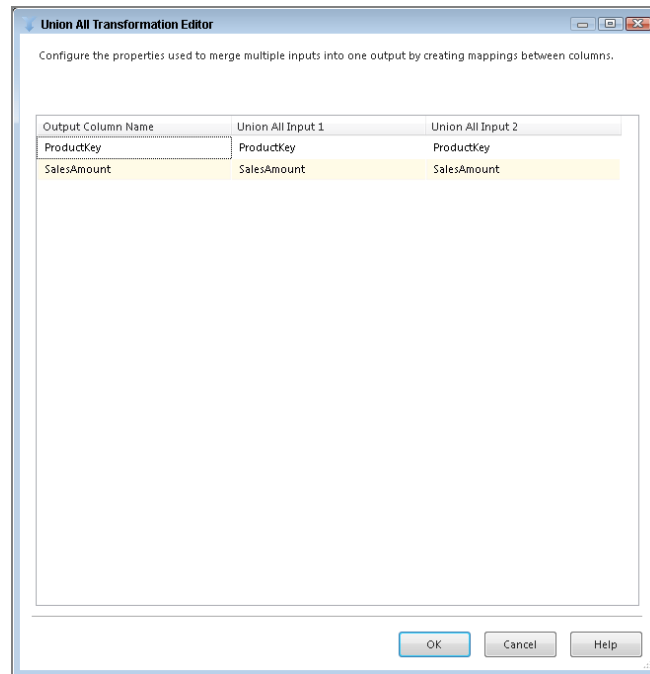 Union All Transformation Editor
Configure the properties used to merge multiple inputs into one output by creating mappings between columns.
Output Column Name Union All Input 1 Union All Input 2
ProductKey ProductKey ProductKey
SalesAmount SalesAmount SalesAmount
OK Cancel Help